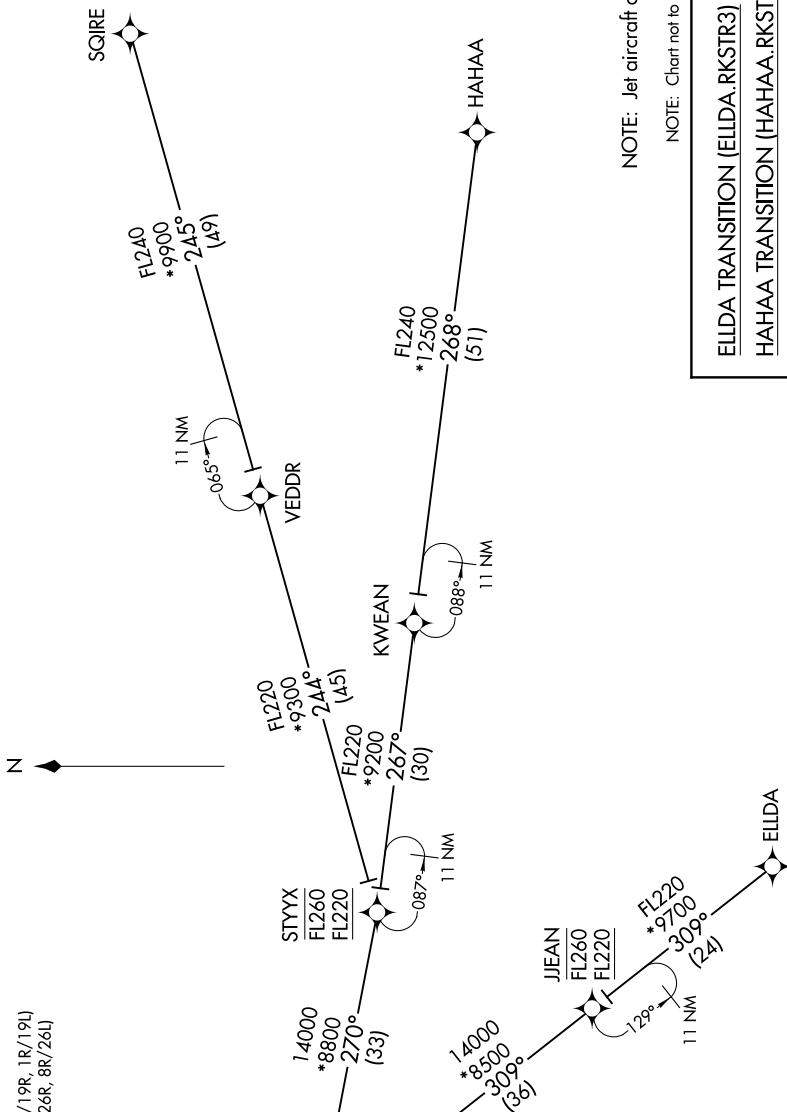 SQIRE
FL240
*9900
245°
(49)
HAHAA
NOTE: Jet aircraft
NOTE: Chart not to
FL240
*12500
268°
(51)
11 NM
065°
VEDDR
KWEAN
088°
11 NM
FL220
*9300
244°
(45)
FL220
*9200
267°
(30)
N
STYYX
FL260
FL220
087°
11 NM
14000
*8800
270°
(33)
JJEAN
FL260
FL220
FL220
*9700
309°
(24)
ELLDA
129°
11 NM
14000
*8500
309°
(36)
/19R, 1R/19L)
26R, 8R/26L)
ELLDA TRANSITION (ELLDA.RKSTR3)
HAHAA TRANSITION (HAHAA.RKST